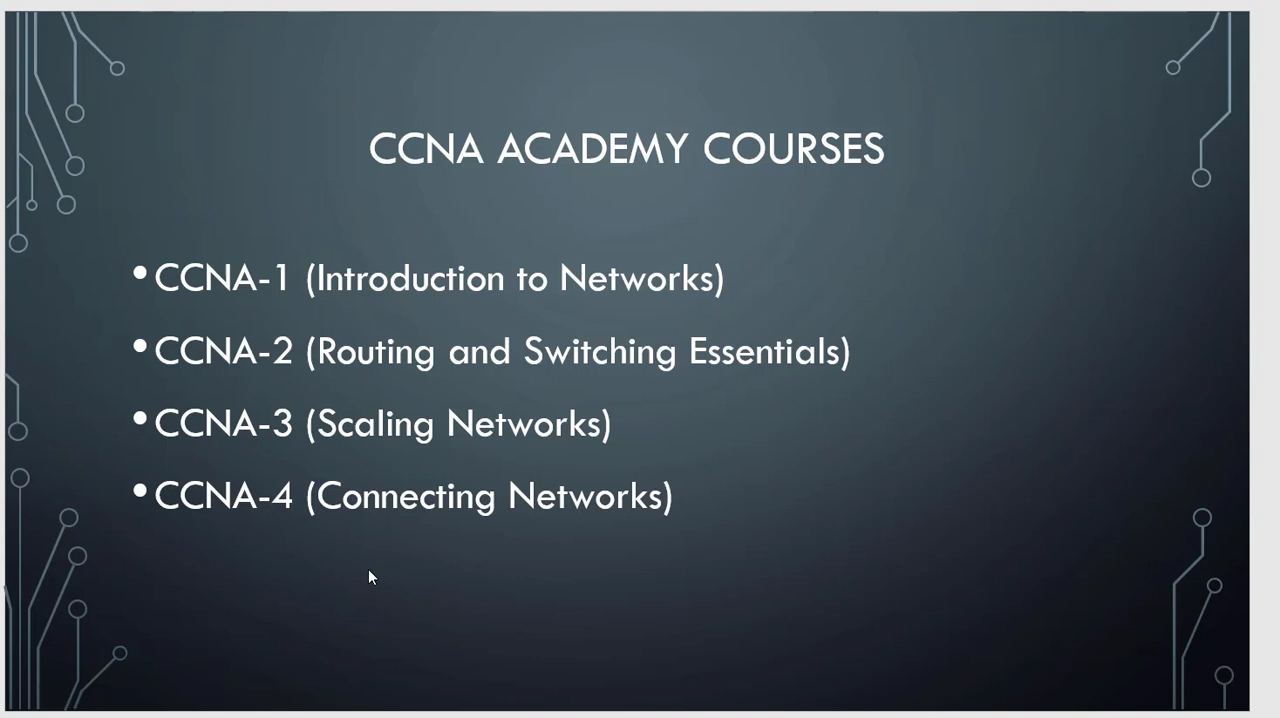 CCNA ACADEMY COURSES
• CCNA-1 (Introduction to Networks)
• CCNA-2 (Routing and Switching Essentials)
• CCNA-3 (Scaling Networks)
• CCNA-4 (Connecting Networks)